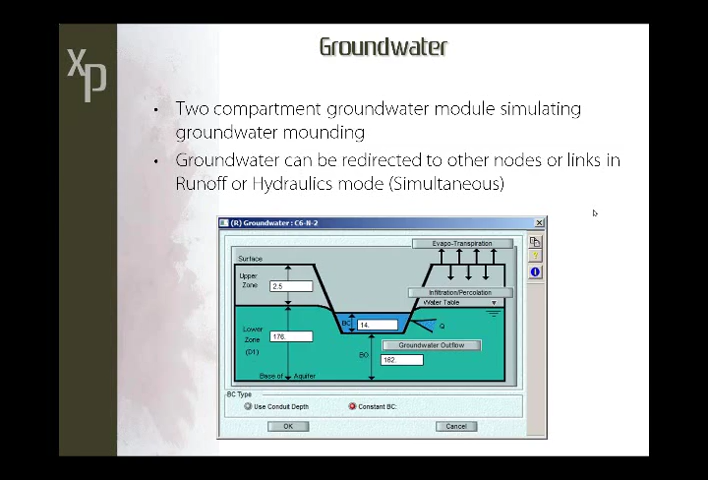 xp
Groundwater
• Two compartment groundwater module simulating
groundwater mounding
• Groundwater can be redirected to other nodes or links in
Runoff or Hydraulics mode (Simultaneous)
(R) Groundwater : C6-N-2
Evapo-Transpiration
Surface
Upper
Zone
2.5
Infiltration/Percolation
Water Table
BC
14.
Q
Lower
Zone
(D1)
176.
Groundwater Outflow
BO
162.
Base of Aquifer
BC Type
Use Conduit Depth
Constant BC:
OK
Cancel